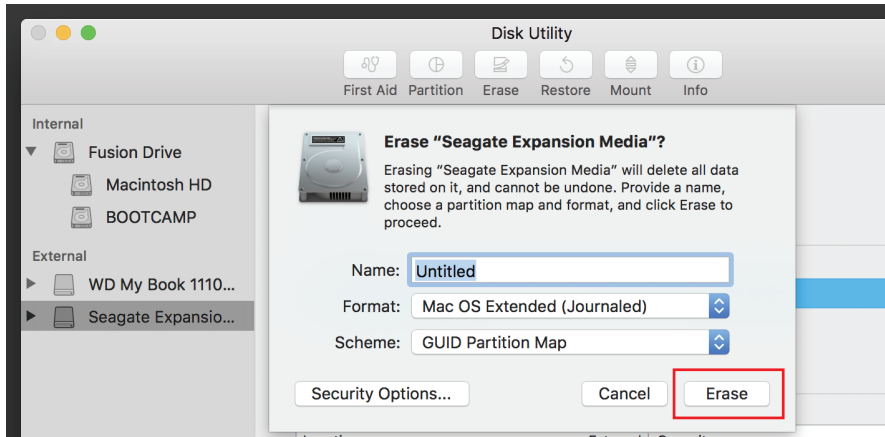 Disk Utility
First Aid Partition Erase Restore Mount Info
Internal
Fusion Drive
Macintosh HD
BOOTCAMP
External
WD My Book 1110...
Seagate Expansio...
Erase “Seagate Expansion Media”?
Erasing “Seagate Expansion Media” will delete all data
stored on it, and cannot be undone. Provide a name,
choose a partition map and format, and click Erase to
proceed.
Name: Untitled
Format: Mac OS Extended (Journaled)
Scheme: GUID Partition Map
Security Options... Cancel Erase